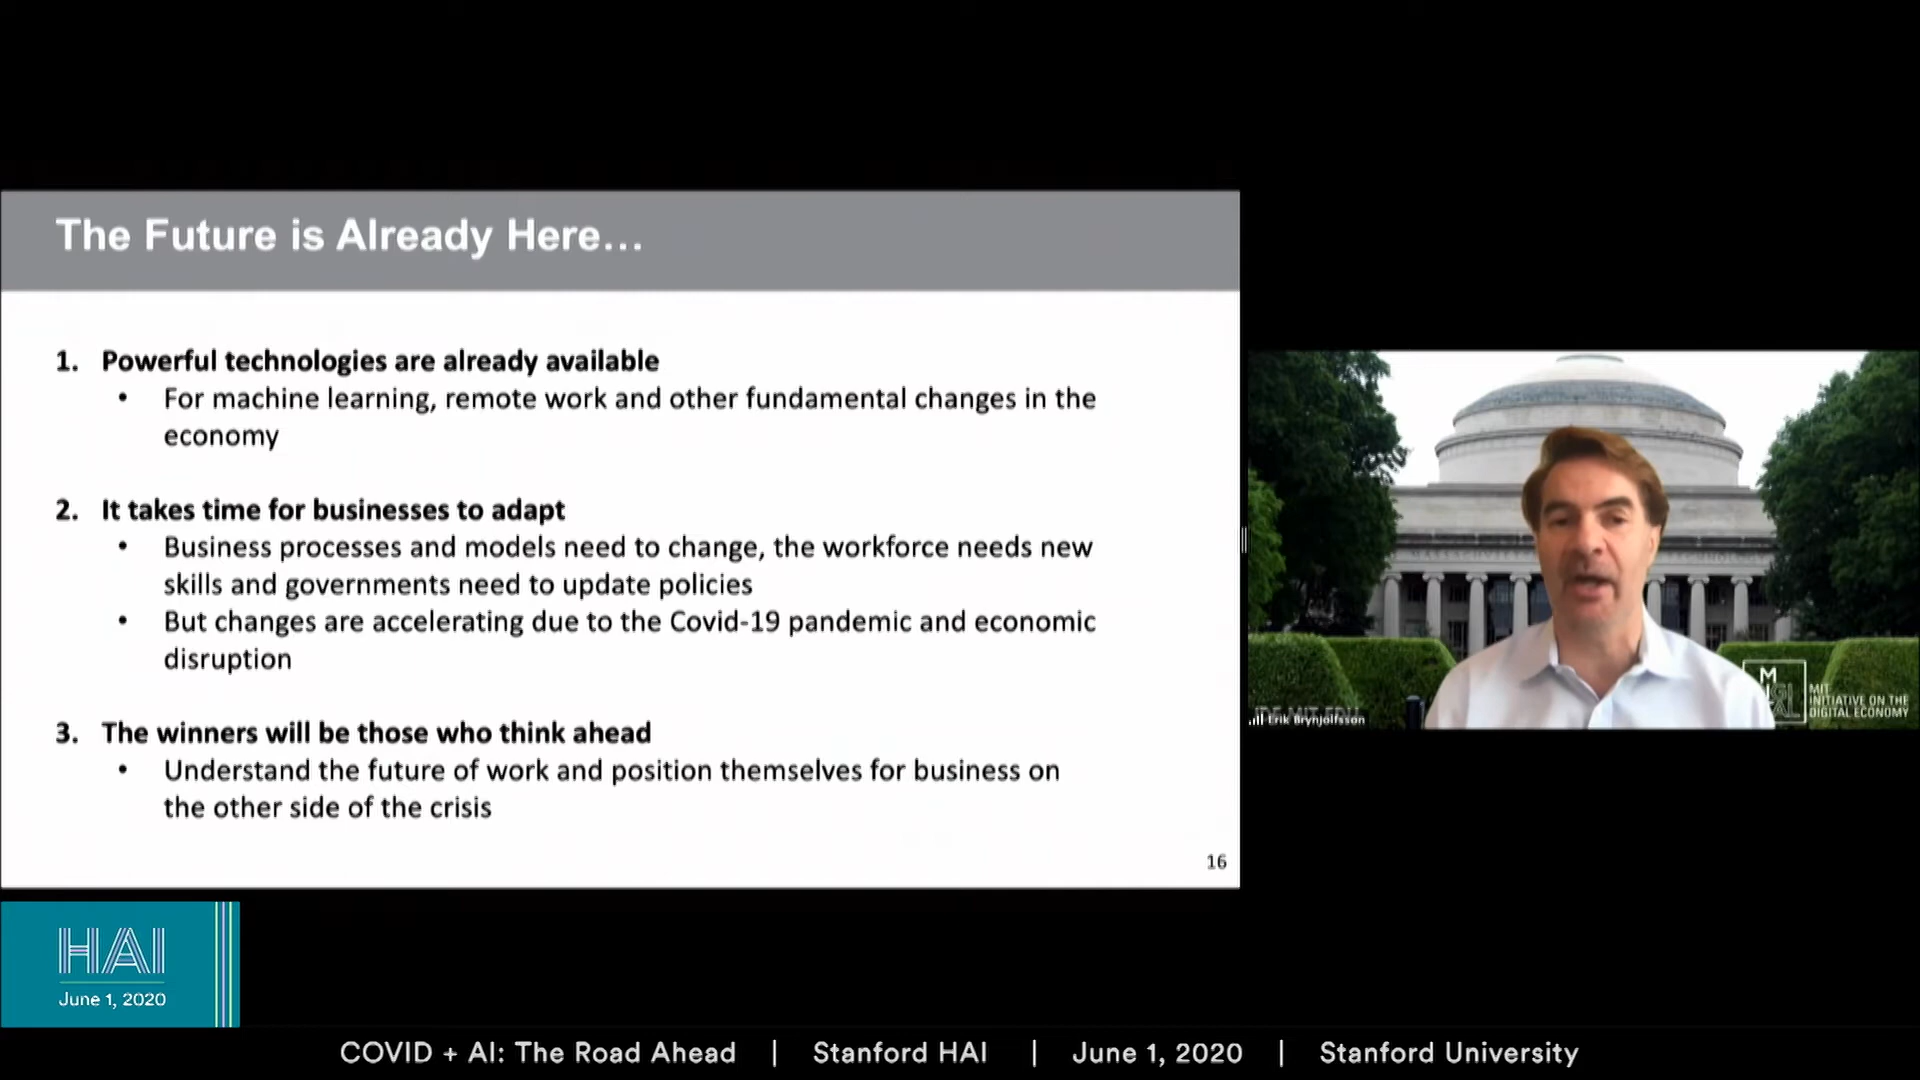 The Future is Already Here...
1. Powerful technologies are already available
• For machine learning, remote work and other fundamental changes in the
economy
2. It takes time for businesses to adapt
• Business processes and models need to change, the workforce needs new
skills and governments need to update policies
• But changes are accelerating due to the Covid-19 pandemic and economic
disruption
3. The winners will be those who think ahead
• Understand the future of work and position themselves for business on
the other side of the crisis
16
Erik Brynjolfsson
MIT
INITIATIVE ON THE
DIGITAL ECONOMY
HAI
June 1, 2020
COVID + AI: The Road Ahead | Stanford HAI | June 1, 2020 | Stanford University